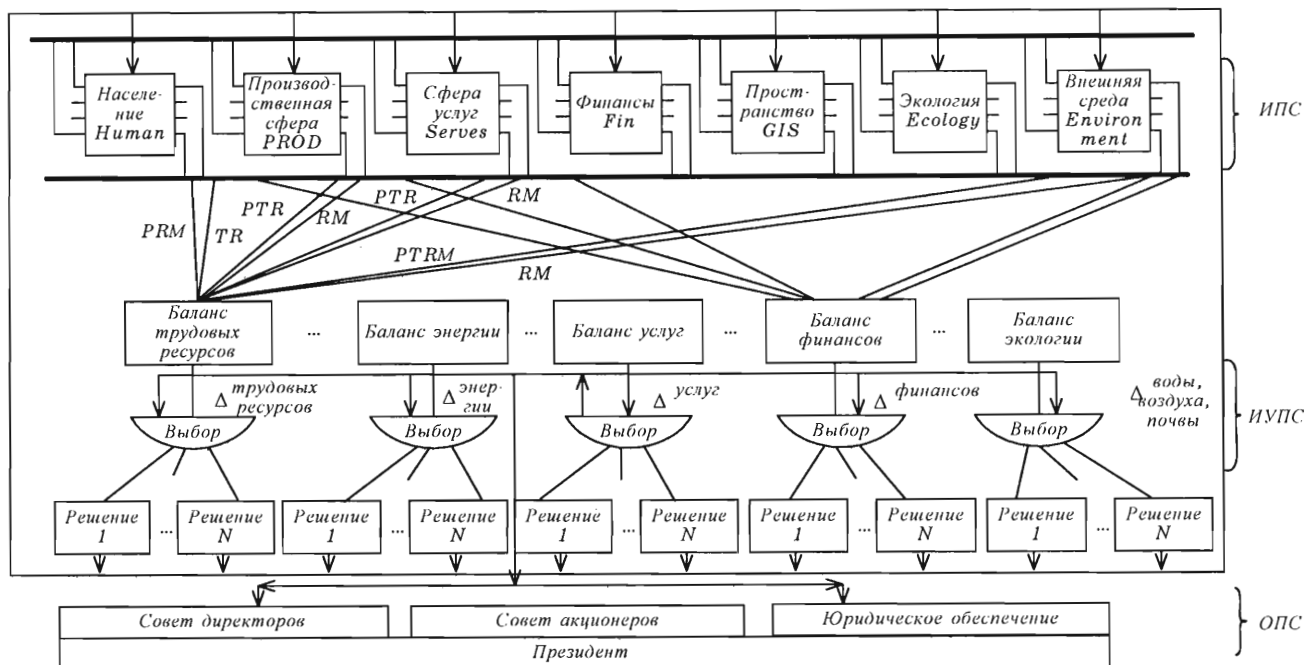 Населе-
ние
Human
Производ-
ственная
сфера
PROD
Сфера
услуг
Serves
Финансы
Fin
Прост-
ранство
GIS
Экология
Ecology
Внешняя
среда
Environ-
ment
ИПС
PRM
TR
PTR
RM
PTR
RM
PTRM
RM
Баланс
трудовых
ресурсов
...
Баланс энергии
...
Баланс услуг
...
Баланс
финансов
...
Баланс
экологии
Δ трудовых
ресурсов
Δ энер-
гии
Δ услуг
Δ финансов
Δ воды,
воздуха,
почвы
ИУПС
Выбор
Выбор
Выбор
Выбор
Выбор
Решение
1
...
Решение
N
Решение
1
...
Решение
N
Решение
1
...
Решение
N
Решение
1
...
Решение
N
Решение
1
...
Решение
N
Совет директоров
Совет акционеров
Юридическое обеспечение
Президент
ОПС